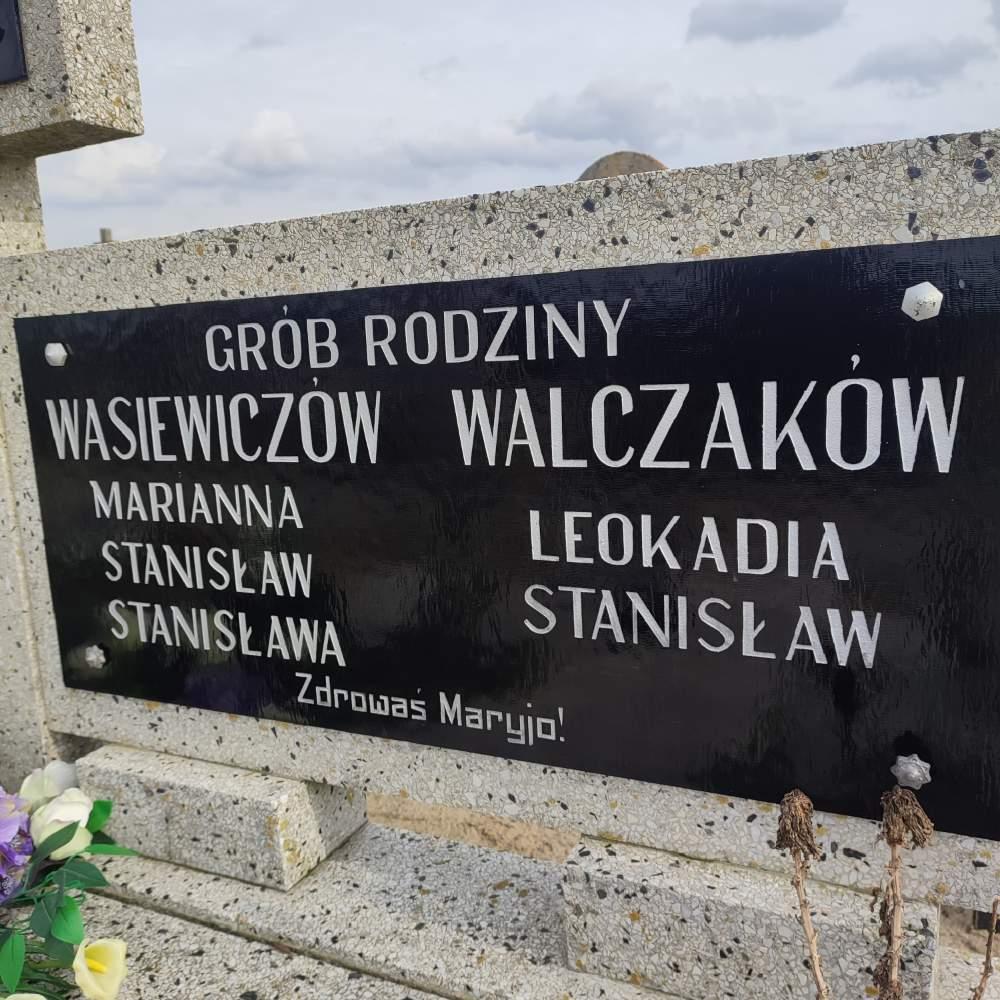 GRÓB RODZINY
WASIEWICZÓW WALCZAKÓW
MARIANNA
STANISŁAW
STANISŁAWA
LEOKADIA
STANISŁAW
Zdrowaś Maryjo!